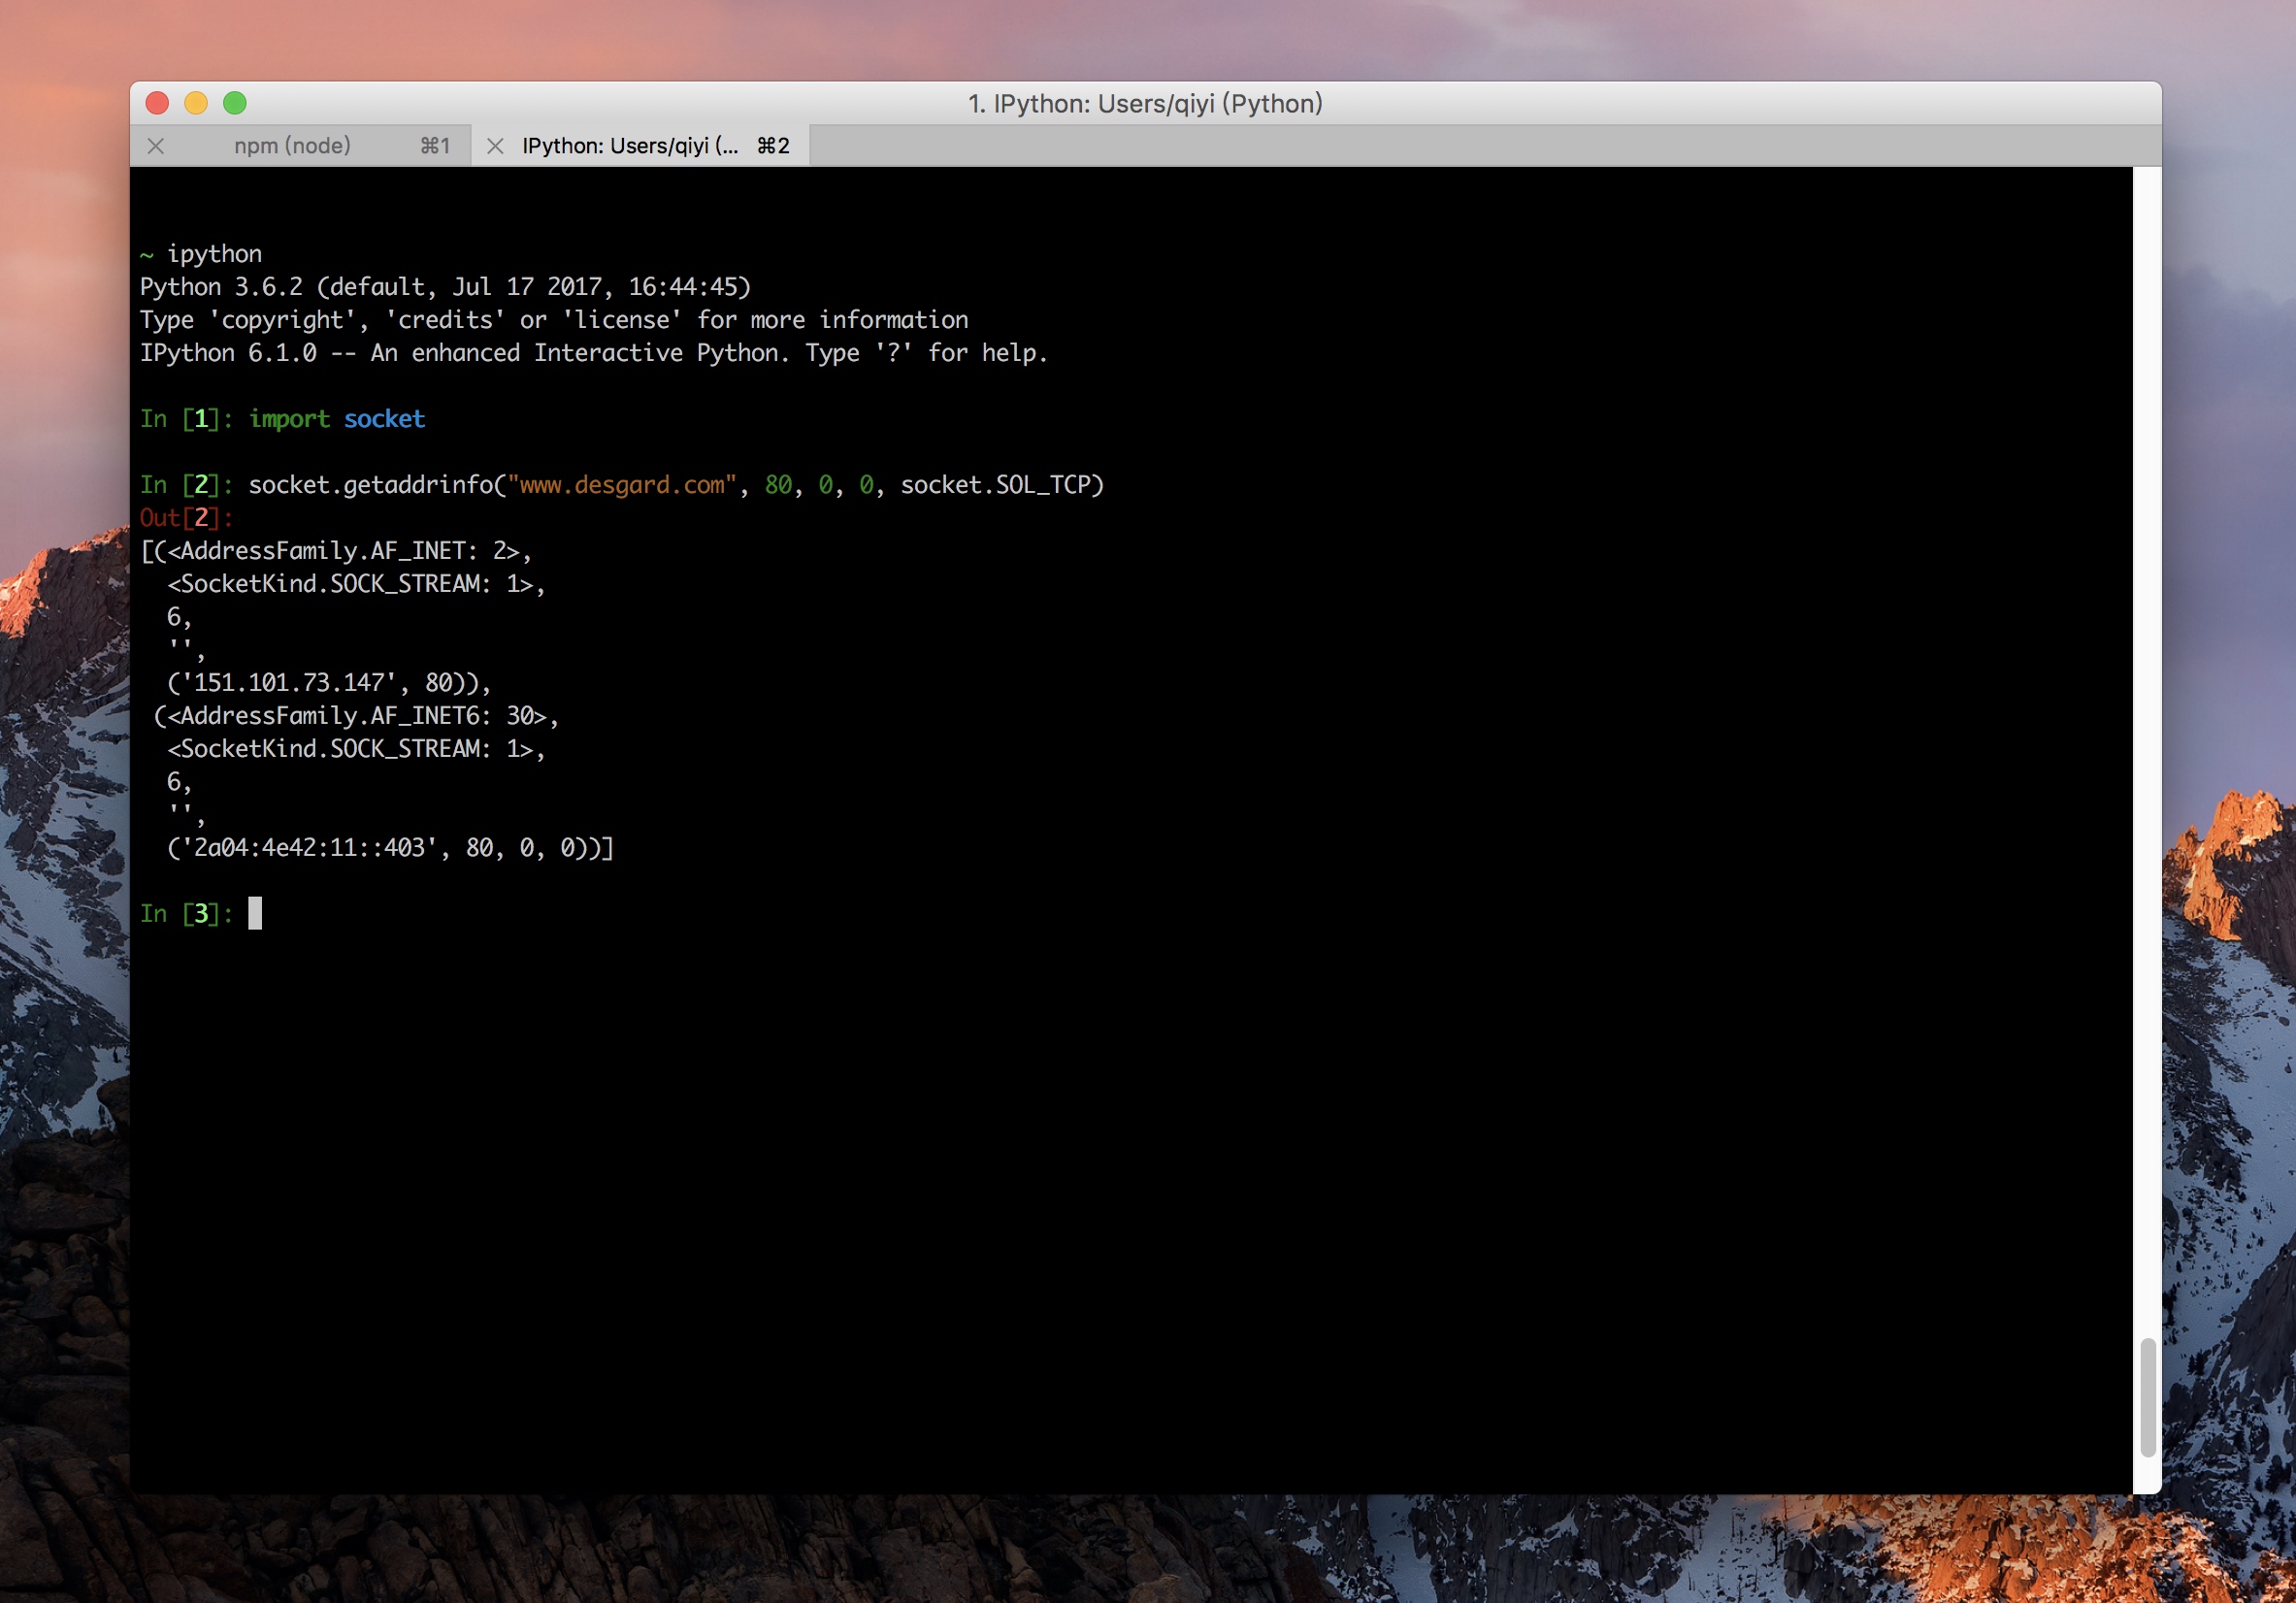 1. IPython: Users/qiyi (Python)
npm (node) ⌘1 IPython: Users/qiyi (... ⌘2
~ ipython
Python 3.6.2 (default, Jul 17 2017, 16:44:45)
Type 'copyright', 'credits' or 'license' for more information
IPython 6.1.0 -- An enhanced Interactive Python. Type '?' for help.
In [1]: import socket
In [2]: socket.getaddrinfo("www.desgard.com", 80, 0, 0, socket.SOL_TCP)
Out[2]:
[(<AddressFamily.AF_INET: 2>,
<SocketKind.SOCK_STREAM: 1>,
6,
'',
('151.101.73.147', 80)),
(<AddressFamily.AF_INET6: 30>,
<SocketKind.SOCK_STREAM: 1>,
6,
'',
('2a04:4e42:11::403', 80, 0, 0))]
In [3]: